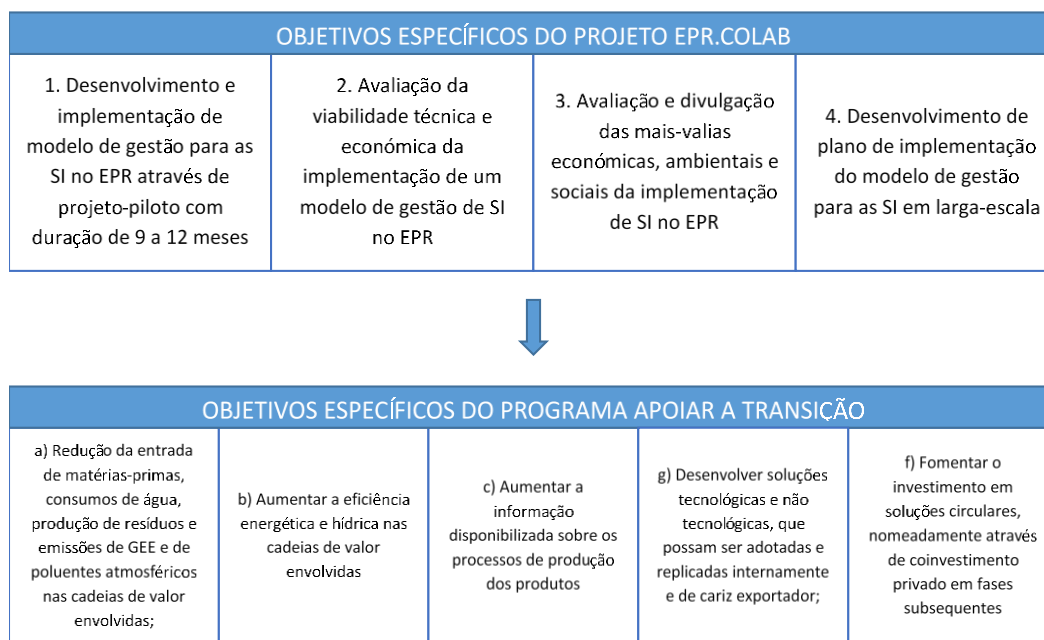 OBJETIVOS ESPECÍFICOS DO PROJETO EPR.COLAB
1. Desenvolvimento e
implementação de
modelo de gestão para as
SI no EPR através de
projeto-piloto com
duração de 9 a 12 meses
2. Avaliação da
viabilidade técnica e
económica da
implementação de um
modelo de gestão de SI
no EPR
3. Avaliação e divulgação
das mais-valias
económicas, ambientais e
sociais da implementação
de SI no EPR
4. Desenvolvimento de
plano de implementação
do modelo de gestão
para as SI em larga-escala
OBJETIVOS ESPECÍFICOS DO PROGRAMA APOIAR A TRANSIÇÃO
a) Redução da entrada
de matérias-primas,
consumos de água,
produção de resíduos e
emissões de GEE e de
poluentes atmosféricos
nas cadeias de valor
envolvidas;
b) Aumentar a eficiência
energética e hídrica nas
cadeias de valor
envolvidas
c) Aumentar a
informação
disponibilizada sobre os
processos de produção
dos produtos
g) Desenvolver soluções
tecnológicas e não
tecnológicas, que
possam ser adotadas e
replicadas internamente
e de cariz exportador;
f) Fomentar o
investimento em
soluções circulares,
nomeadamente através
de coinvestimento
privado em fases
subsequentes